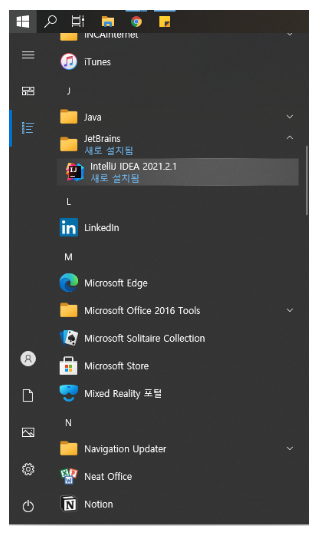 INCAInternet
iTunes
J
Java
JetBrains
새로 설치됨
IntelliJ IDEA 2021.2.1
새로 설치됨
L
LinkedIn
M
Microsoft Edge
Microsoft Office 2016 Tools
Microsoft Solitaire Collection
Microsoft Store
Mixed Reality 포털
N
Navigation Updater
Neat Office
Notion